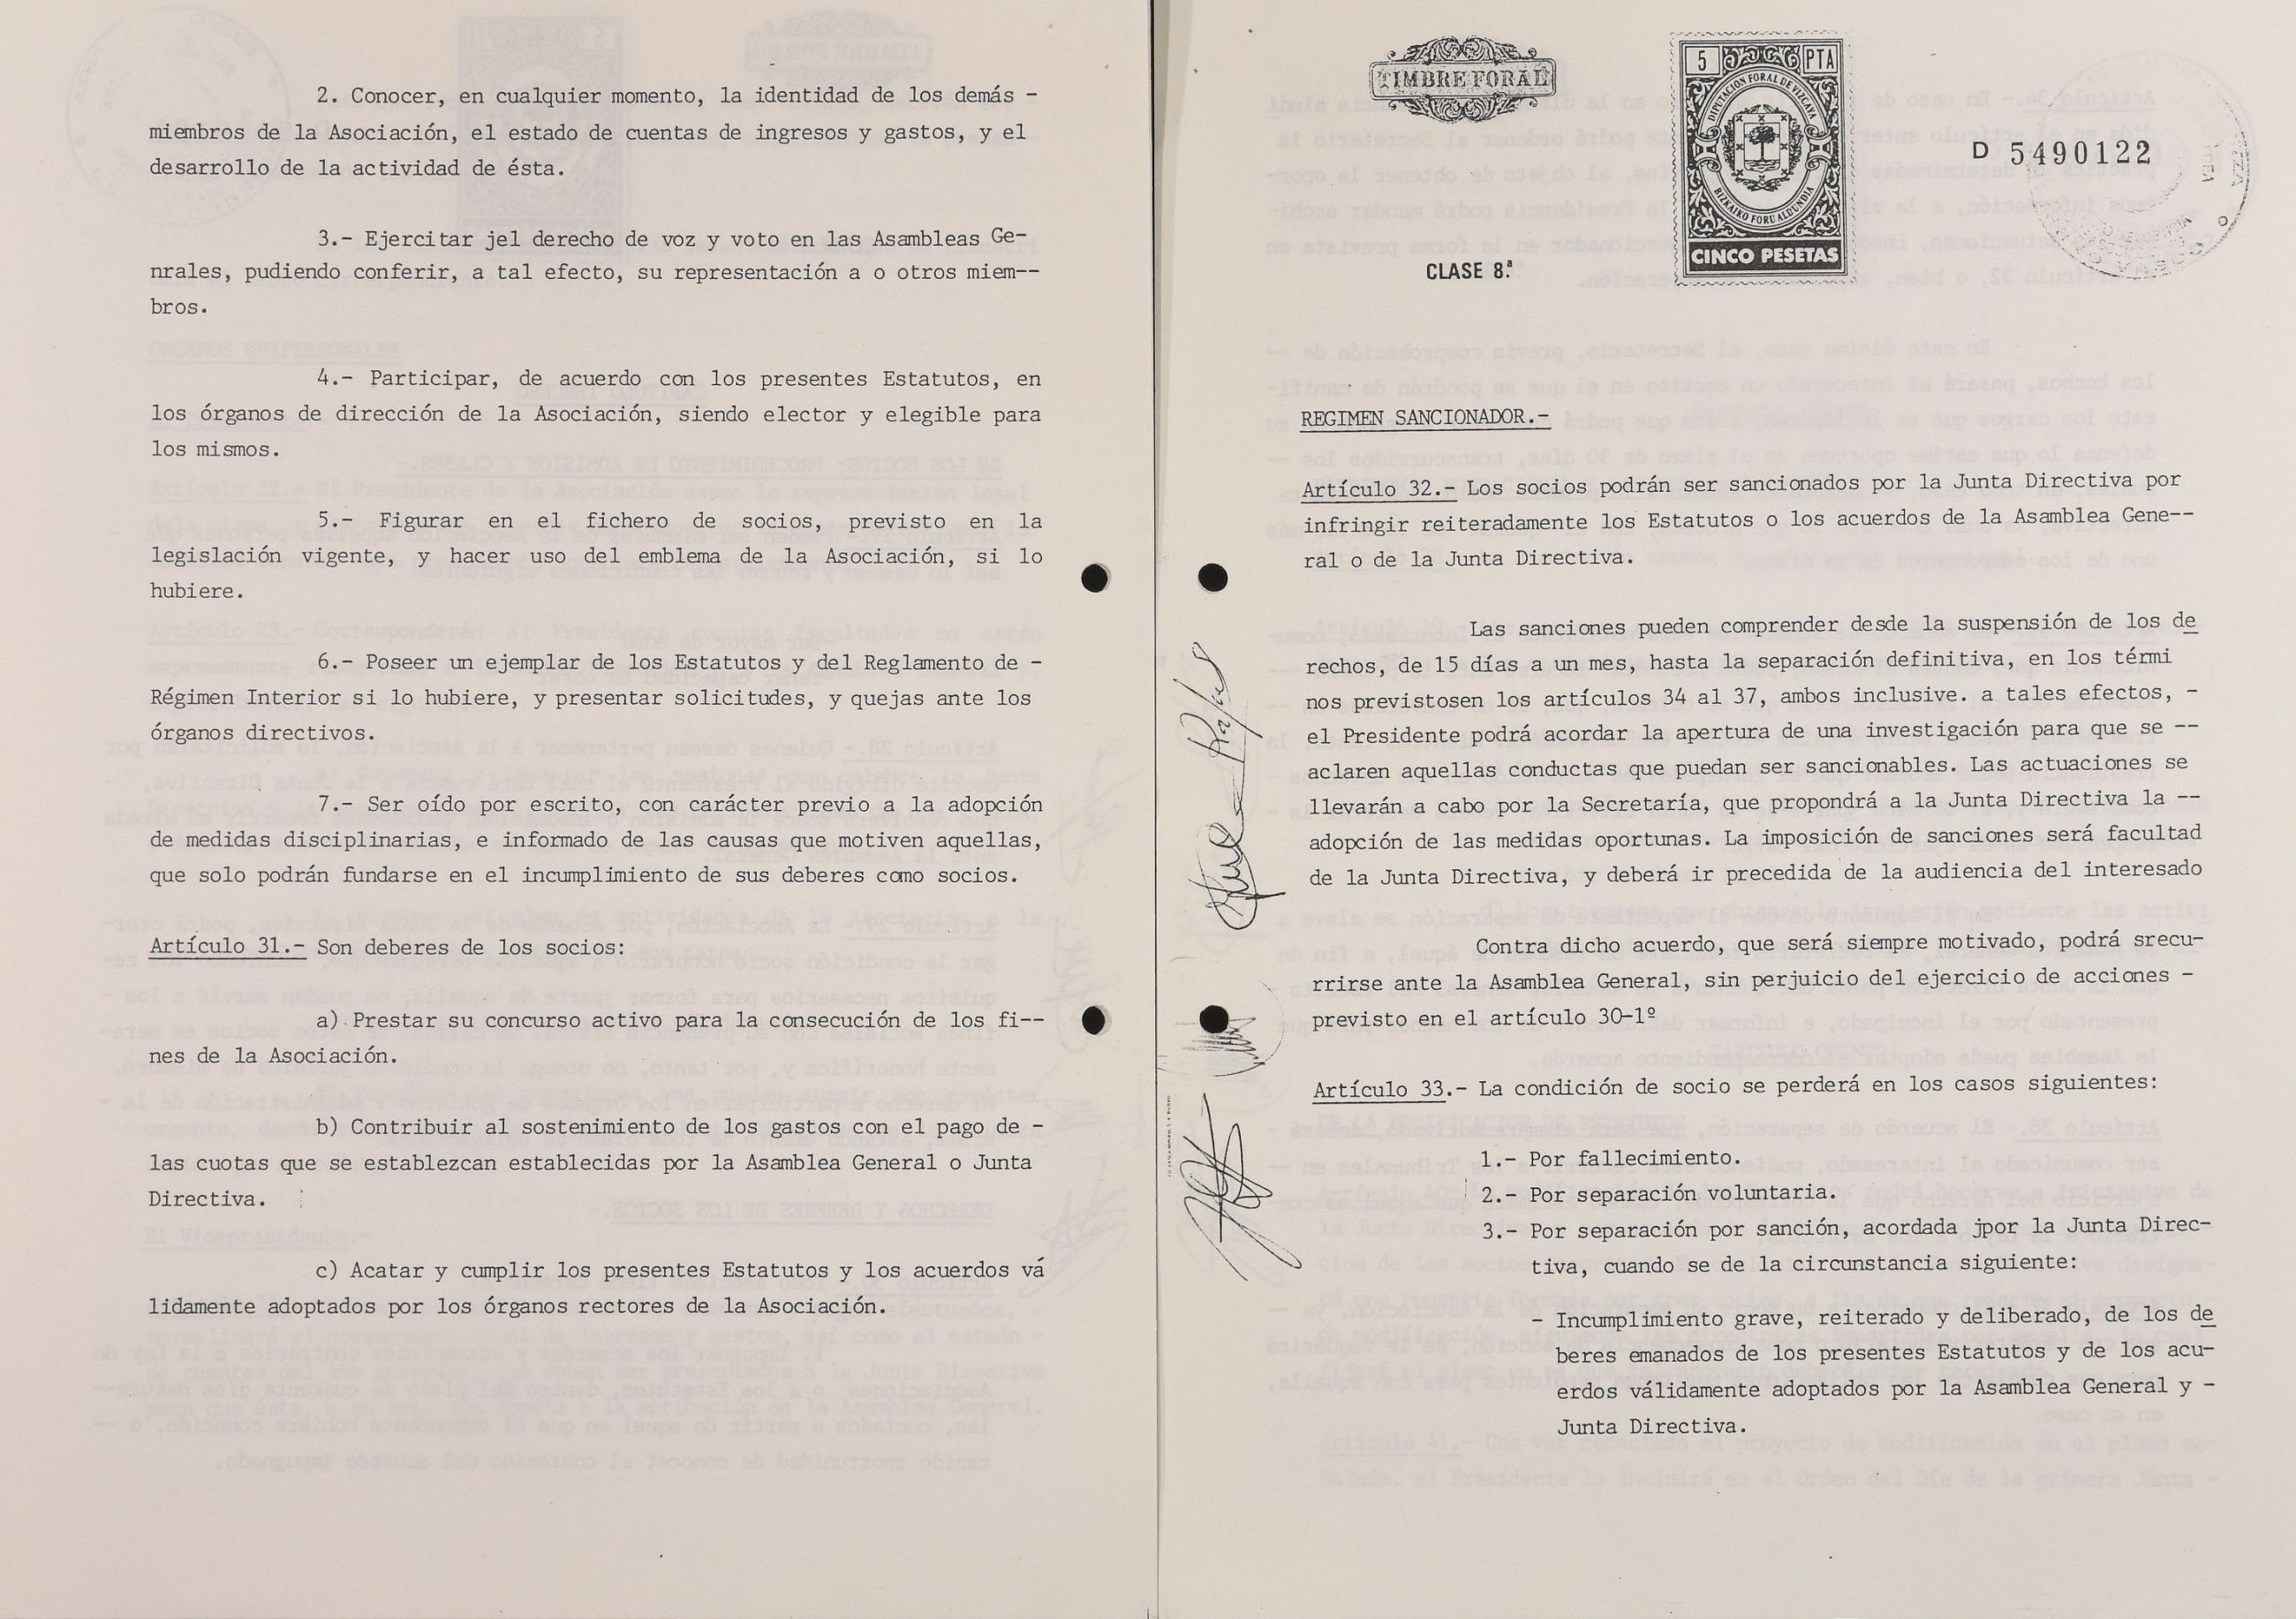 2. Conocer, en cualquier momento, la identidad de los demás -
miembros de la Asociación, el estado de cuentas de ingresos y gastos, y el
desarrollo de la actividad de ésta.
3.- Ejercitar jel derecho de voz y voto en las Asambleas Ge-
nrales, pudiendo conferir, a tal efecto, su representación a o otros miem--
bros.
4.- Participar, de acuerdo con los presentes Estatutos, en
los órganos de dirección de la Asociación, siendo elector y elegible para
los mismos.
5.- Figurar en el fichero de socios, previsto en la
legislación vigente, y hacer uso del emblema de la Asociación, si lo
hubiere.
6.- Poseer un ejemplar de los Estatutos y del Reglamento de -
Régimen Interior si lo hubiere, y presentar solicitudes, y quejas ante los
órganos directivos.
7.- Ser oído por escrito, con carácter previo a la adopción
de medidas disciplinarias, e informado de las causas que motiven aquellas,
que solo podrán fundarse en el incumplimiento de sus deberes como socios.
Artículo 31.- Son deberes de los socios:
a) Prestar su concurso activo para la consecución de los fi--
nes de la Asociación.
b) Contribuir al sostenimiento de los gastos con el pago de -
las cuotas que se establezcan establecidas por la Asamblea General o Junta
Directiva.
c) Acatar y cumplir los presentes Estatutos y los acuerdos vá
lidamente adoptados por los órganos rectores de la Asociación.
TIMBRE FORAL
5 PTA
DIPUTACION FORAL DE VIZCAYA
BIZKAIKO FORU ALDUNDIA
CINCO PESETAS
D 5490122
CLASE 8.ª
REGIMEN SANCIONADOR.-
Artículo 32.- Los socios podrán ser sancionados por la Junta Directiva por
infringir reiteradamente los Estatutos o los acuerdos de la Asamblea Gene--
ral o de la Junta Directiva.
Las sanciones pueden comprender desde la suspensión de los de
rechos, de 15 días a un mes, hasta la separación definitiva, en los térmi
nos previstosen los artículos 34 al 37, ambos inclusive. a tales efectos, -
el Presidente podrá acordar la apertura de una investigación para que se --
aclaren aquellas conductas que puedan ser sancionables. Las actuaciones se
llevarán a cabo por la Secretaría, que propondrá a la Junta Directiva la --
adopción de las medidas oportunas. La imposición de sanciones será facultad
de la Junta Directiva, y deberá ir precedida de la audiencia del interesado
Contra dicho acuerdo, que será siempre motivado, podrá srecu-
rrirse ante la Asamblea General, sin perjuicio del ejercicio de acciones -
previsto en el artículo 30-1º
Artículo 33.- La condición de socio se perderá en los casos siguientes:
1.- Por fallecimiento.
2.- Por separación voluntaria.
3.- Por separación por sanción, acordada jpor la Junta Direc-
tiva, cuando se de la circunstancia siguiente:
- Incumplimiento grave, reiterado y deliberado, de los de
beres emanados de los presentes Estatutos y de los acu-
erdos válidamente adoptados por la Asamblea General y -
Junta Directiva.